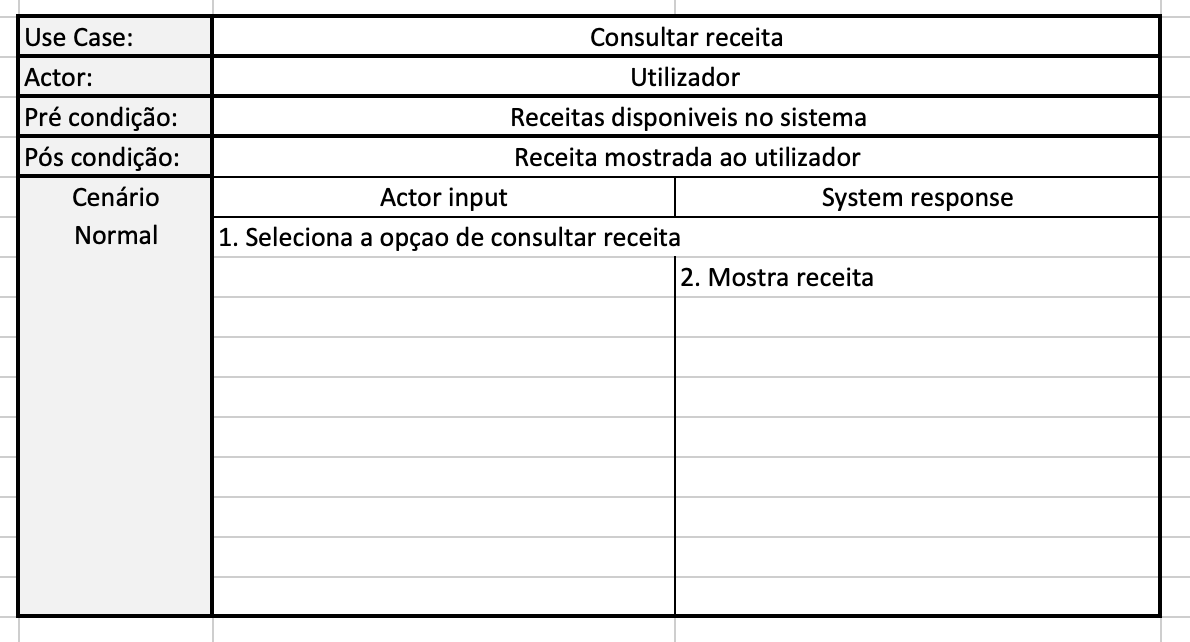 Use Case: Consultar receita
Actor: Utilizador
Pré condição: Receitas disponiveis no sistema
Pós condição: Receita mostrada ao utilizador
Cenário Actor input System response
Normal 1. Seleciona a opçao de consultar receita
2. Mostra receita